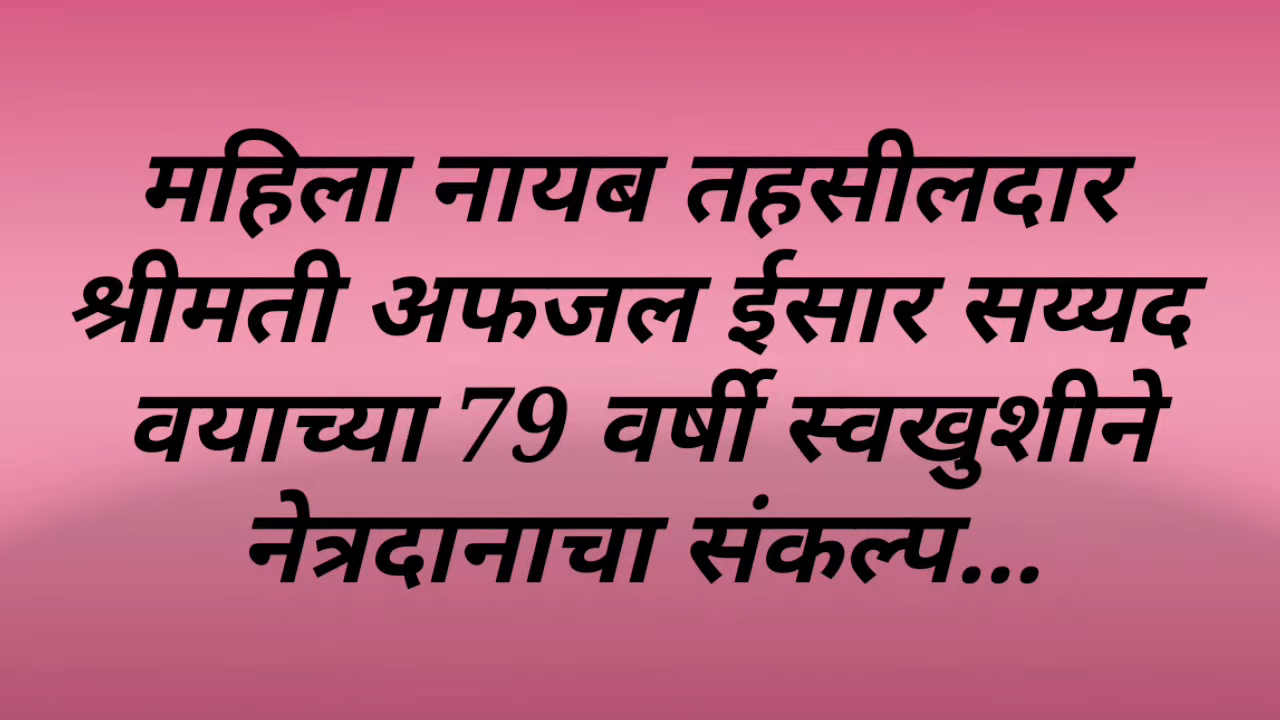 महिला नायब तहसीलदार
श्रीमती अफजल ईसार सय्यद
वयाच्या 79 वर्षी स्वखुशीने
नेत्रदानाचा संकल्प...